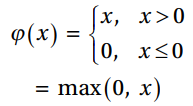 φ(x) = {x, x>0
0, x≤0
= max(0, x)